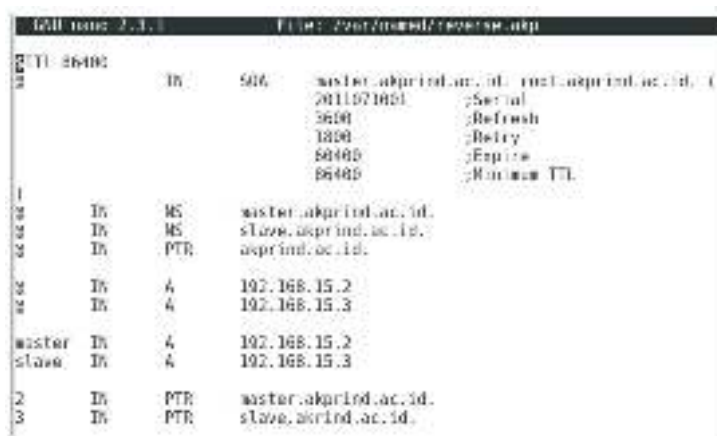 GNU nano 2.3.1 File: /var/named/reverse.akp
$TTL 86400
@ IN SOA master.akprind.ac.id. root.akprind.ac.id. (
2011071001 ;Serial
3600 ;Refresh
1800 ;Retry
60400 ;Expire
86400 ;Minimum TTL
)
@ IN NS master.akprind.ac.id.
@ IN NS slave.akprind.ac.id.
@ IN PTR akprind.ac.id.
@ IN A 192.168.15.2
@ IN A 192.168.15.3
master IN A 192.168.15.2
slave IN A 192.168.15.3
2 IN PTR master.akprind.ac.id.
3 IN PTR slave.akrind.ac.id.